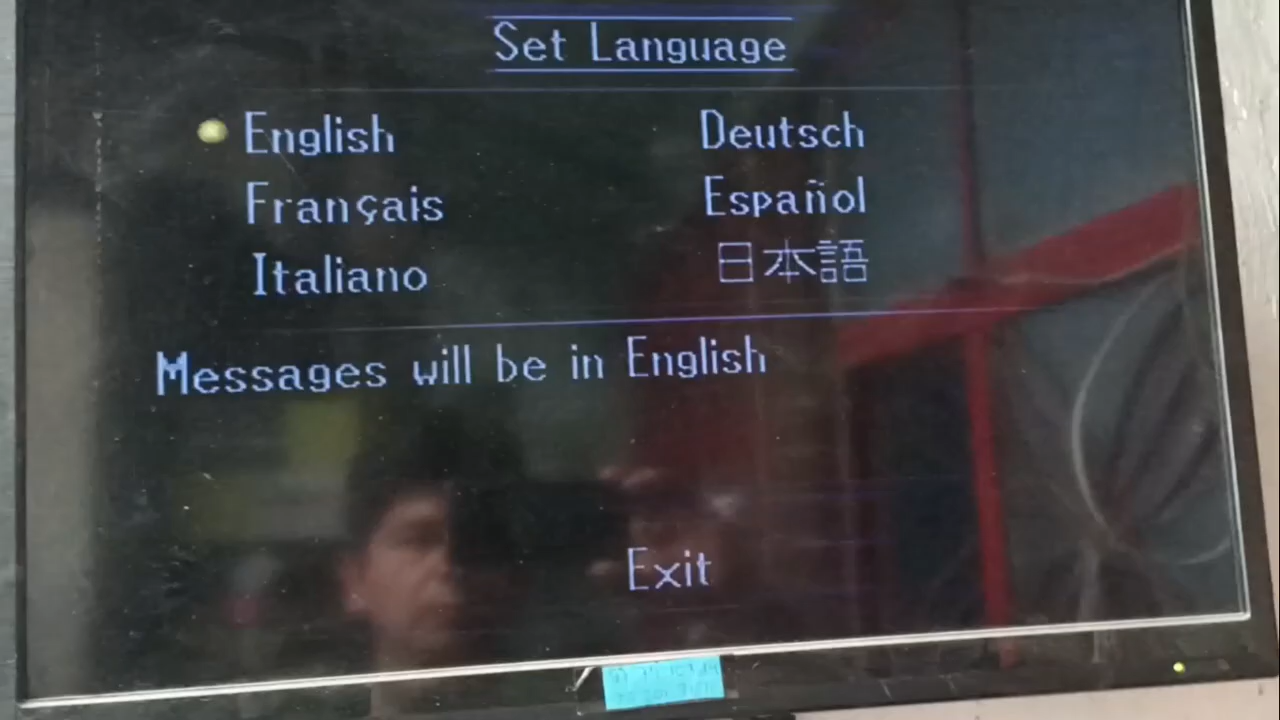 Set Language
English Deutsch
Français Español
Italiano 日本語
Messages will be in English
Exit